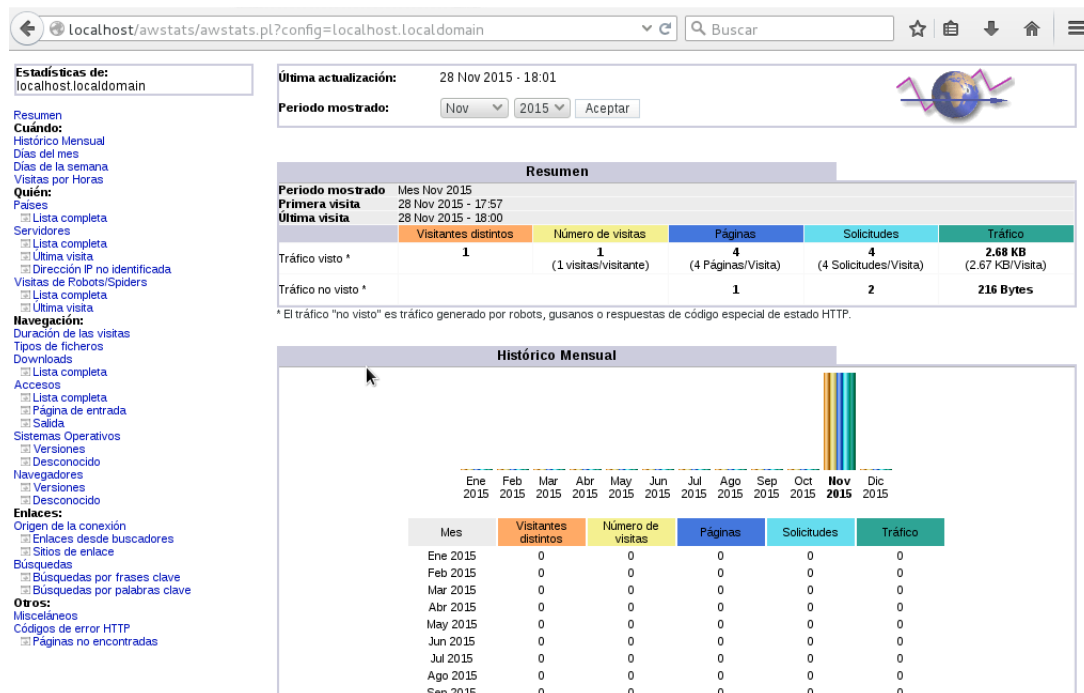 localhost/awstats/awstats.pl?config=localhost.localdomain
Buscar
Estadísticas de:
localhost.localdomain
Resumen
Cuándo:
Histórico Mensual
Días del mes
Días de la semana
Visitas por Horas
Quién:
Países
Lista completa
Servidores
Lista completa
Última visita
Dirección IP no identificada
Visitas de Robots/Spiders
Lista completa
Última visita
Navegación:
Duración de las visitas
Tipos de ficheros
Downloads
Lista completa
Accesos
Lista completa
Página de entrada
Salida
Sistemas Operativos
Versiones
Desconocido
Navegadores
Versiones
Desconocido
Enlaces:
Origen de la conexión
Enlaces desde buscadores
Sitios de enlace
Búsquedas
Búsquedas por frases clave
Búsquedas por palabras clave
Otros:
Misceláneos
Códigos de error HTTP
Páginas no encontradas
Última actualización: 28 Nov 2015 - 18:01
Periodo mostrado: Nov 2015 Aceptar
Resumen
Periodo mostrado Mes Nov 2015
Primera visita 28 Nov 2015 - 17:57
Última visita 28 Nov 2015 - 18:00
Visitantes distintos Número de visitas Páginas Solicitudes Tráfico
Tráfico visto * 1 1 4 4 2.68 KB
(1 visitas/visitante) (4 Páginas/Visita) (4 Solicitudes/Visita) (2.67 KB/Visita)
Tráfico no visto * 1 2 216 Bytes
* El tráfico "no visto" es tráfico generado por robots, gusanos o respuestas de código especial de estado HTTP.
Histórico Mensual
Ene Feb Mar Abr May Jun Jul Ago Sep Oct Nov Dic
2015 2015 2015 2015 2015 2015 2015 2015 2015 2015 2015 2015
Mes Visitantes distintos Número de visitas Páginas Solicitudes Tráfico
Ene 2015 0 0 0 0 0
Feb 2015 0 0 0 0 0
Mar 2015 0 0 0 0 0
Abr 2015 0 0 0 0 0
May 2015 0 0 0 0 0
Jun 2015 0 0 0 0 0
Jul 2015 0 0 0 0 0
Ago 2015 0 0 0 0 0
Sep 2015 0 0 0 0 0